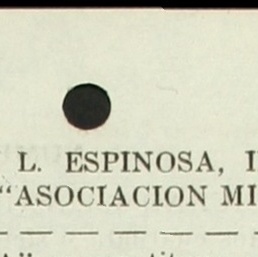 L. ESPINOSA, I
“ASOCIACION MI